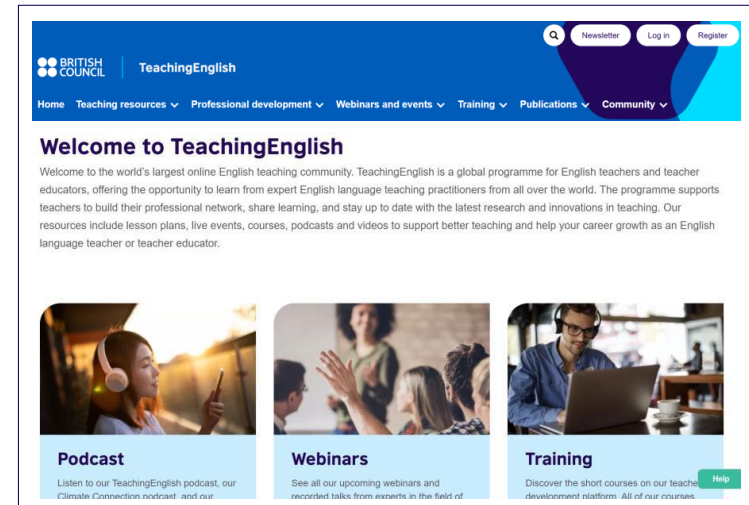 Newsletter
Log in
Register
BRITISH
COUNCIL
TeachingEnglish
Home Teaching resources Professional development Webinars and events Training Publications Community
Welcome to TeachingEnglish
Welcome to the world's largest online English teaching community. TeachingEnglish is a global programme for English teachers and teacher
educators, offering the opportunity to learn from expert English language teaching practitioners from all over the world. The programme supports
teachers to build their professional network, share learning, and stay up to date with the latest research and innovations in teaching. Our
resources include lesson plans, live events, courses, podcasts and videos to support better teaching and help your career growth as an English
language teacher or teacher educator.
Podcast
Listen to our TeachingEnglish podcast, our
Climate Connection podcast, and our
Webinars
See all our upcoming webinars and
recorded talks from experts in the field of
Training
Discover the short courses on our teache
development platform. All of our courses
Help